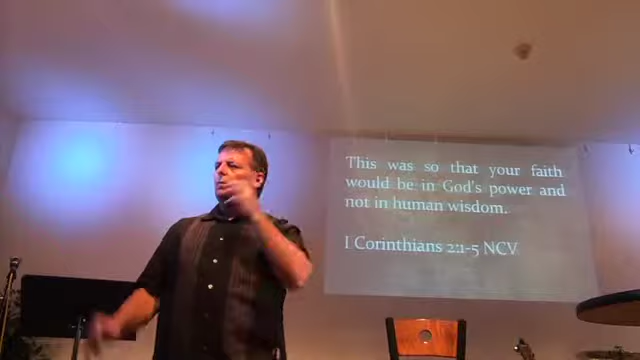 This was so that your faith
would be in God's power and
not in human wisdom.
I Corinthians 2:1-5 NCV